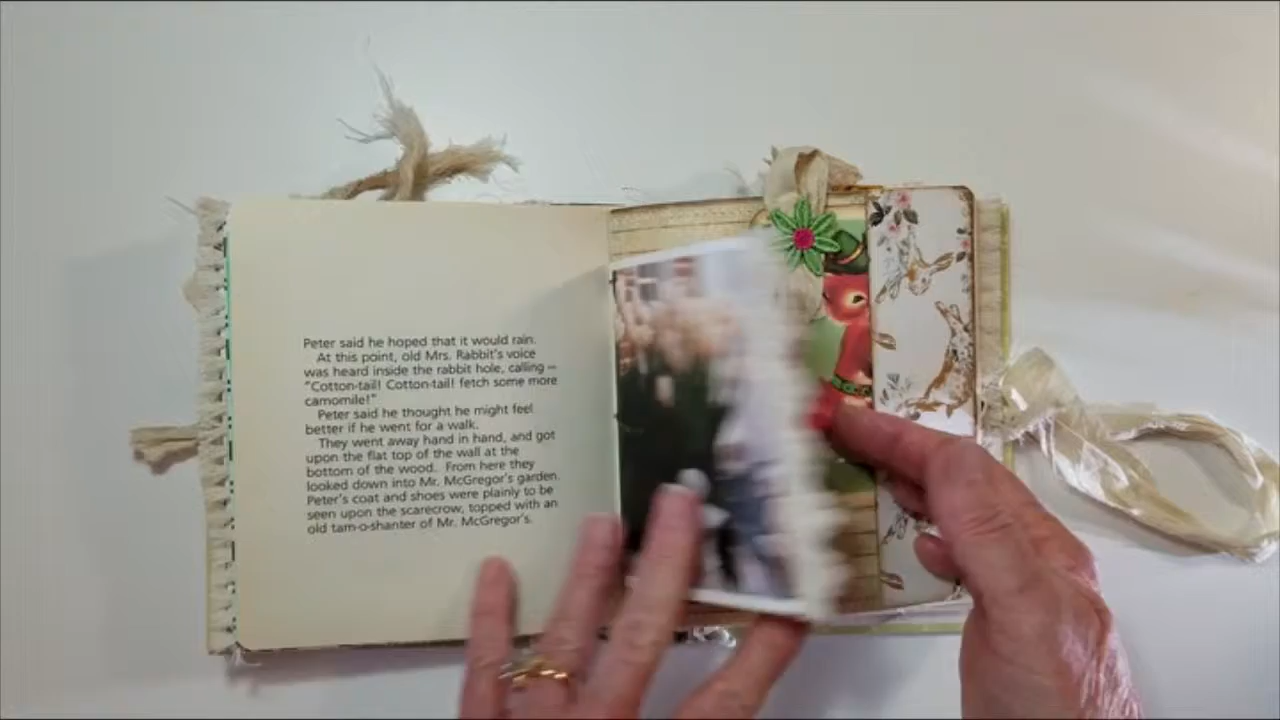 Peter said he hoped that it would rain.
At this point, old Mrs. Rabbit's voice
was heard inside the rabbit hole, calling —
"Cotton-tail! Cotton-tail! fetch some more
camomile!"
Peter said he thought he might feel
better if he went for a walk.
They went away hand in hand, and got
upon the flat top of the wall at the
bottom of the wood. From here they
looked down into Mr. McGregor's garden.
Peter's coat and shoes were plainly to be
seen upon the scarecrow, topped with an
old tam-o-shanter of Mr. McGregor's.